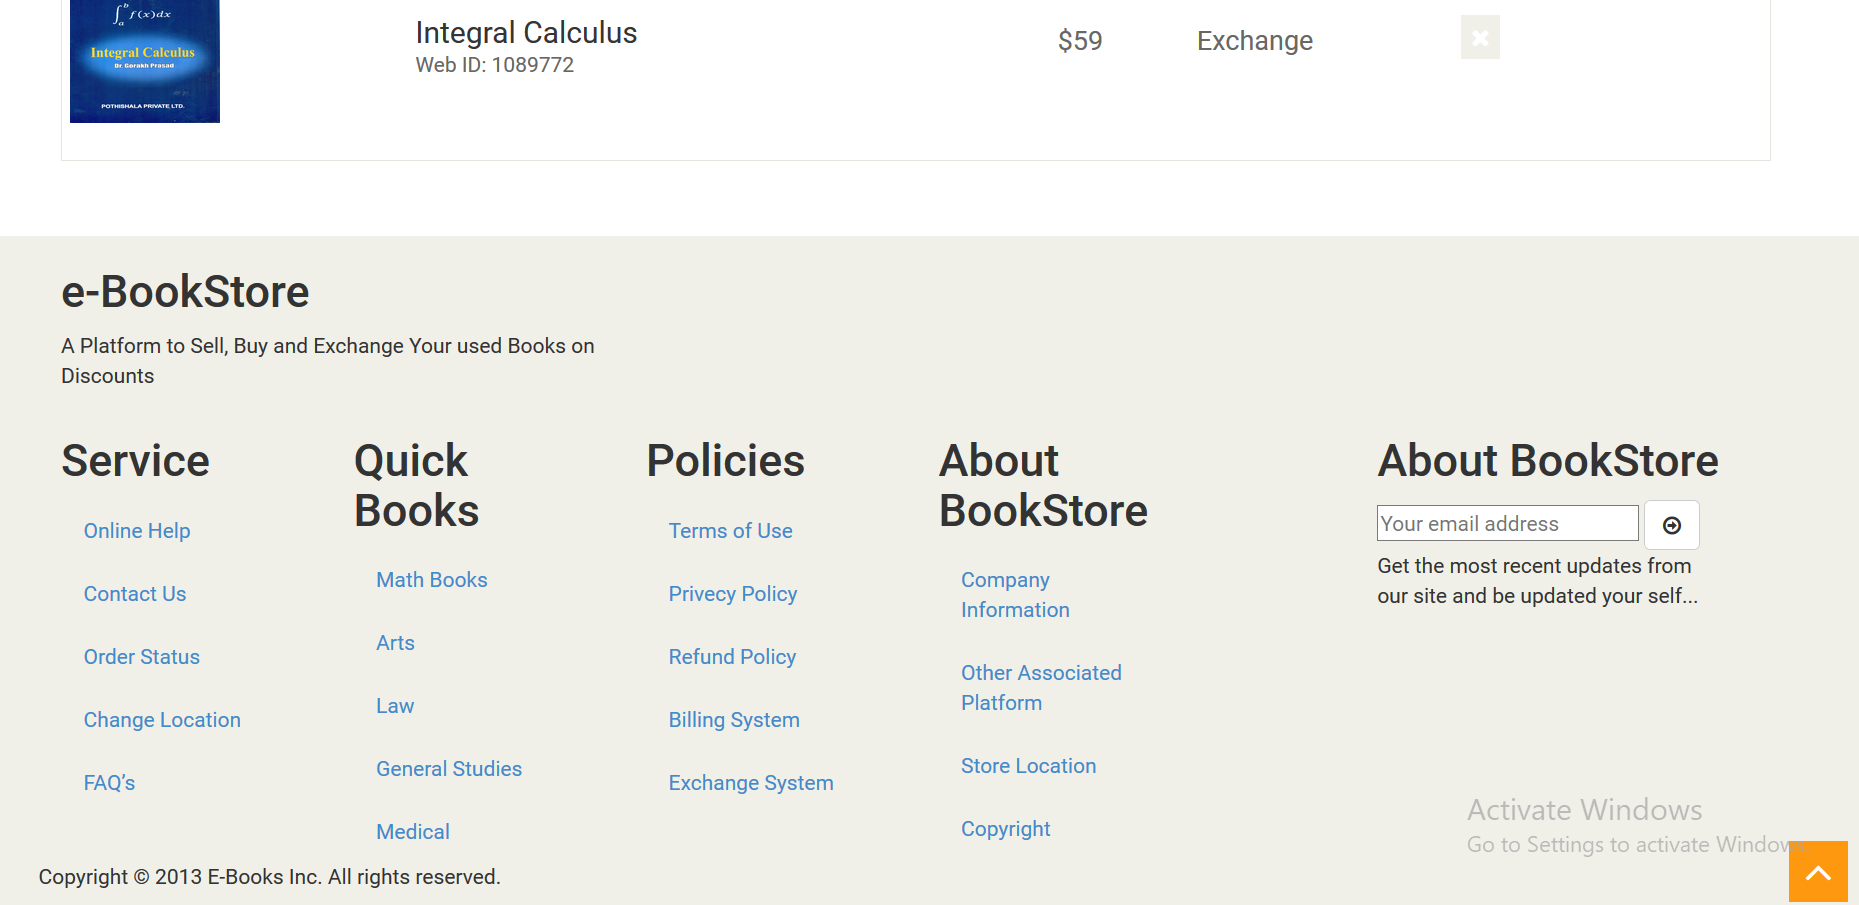 ∫ₐᵇ f(x)dx
Integral Calculus
Dr. Gorakh Prasad
POTHISHALA PRIVATE LTD.
Integral Calculus
Web ID: 1089772
$59
Exchange
e-BookStore
A Platform to Sell, Buy and Exchange Your used Books on
Discounts
Service
Online Help
Contact Us
Order Status
Change Location
FAQ’s
Quick
Books
Math Books
Arts
Law
General Studies
Medical
Policies
Terms of Use
Privecy Policy
Refund Policy
Billing System
Exchange System
About
BookStore
Company
Information
Other Associated
Platform
Store Location
Copyright
About BookStore
Your email address
Get the most recent updates from
our site and be updated your self...
Activate Windows
Go to Settings to activate Windows
Copyright © 2013 E-Books Inc. All rights reserved.